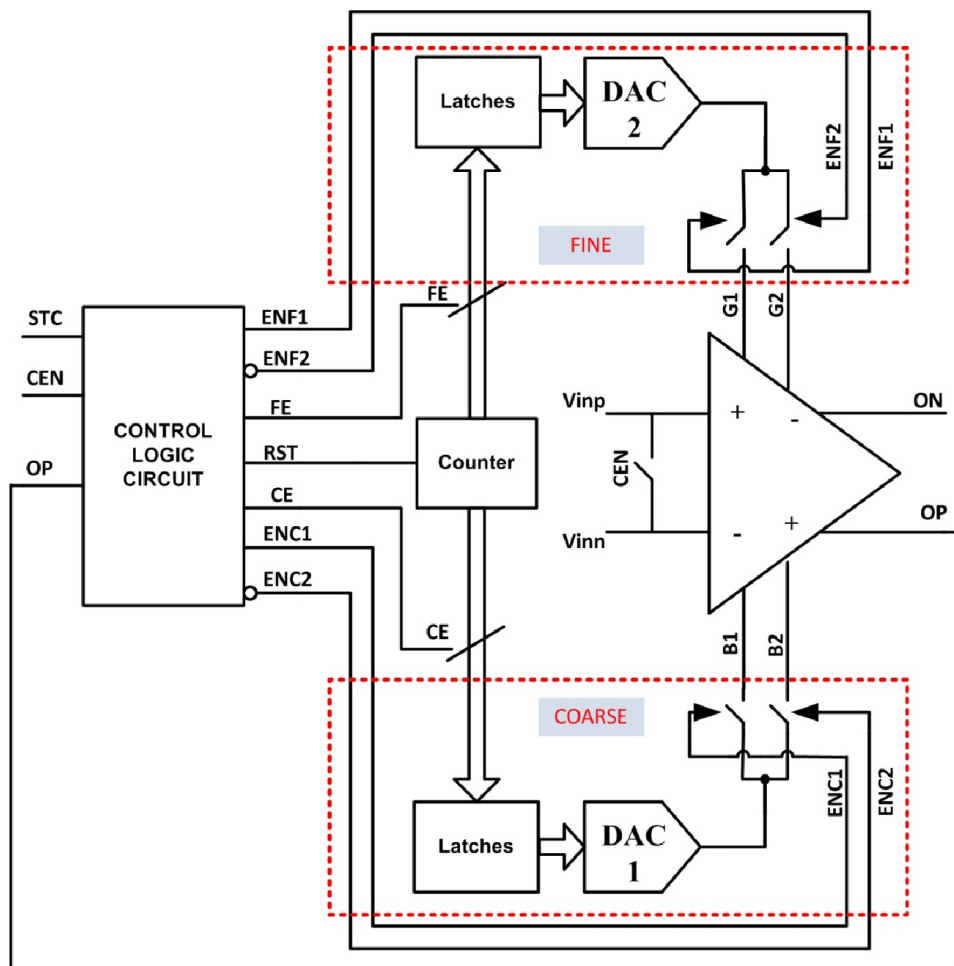 Latches
DAC
2
ENF2
ENF1
FINE
FE
G1
G2
STC
CEN
OP
CONTROL
LOGIC
CIRCUIT
ENF1
ENF2
FE
RST
CE
ENC1
ENC2
Counter
Vinp
CEN
Vinn
+
-
-
+
ON
OP
CE
B1
B2
COARSE
ENC1
ENC2
Latches
DAC
1